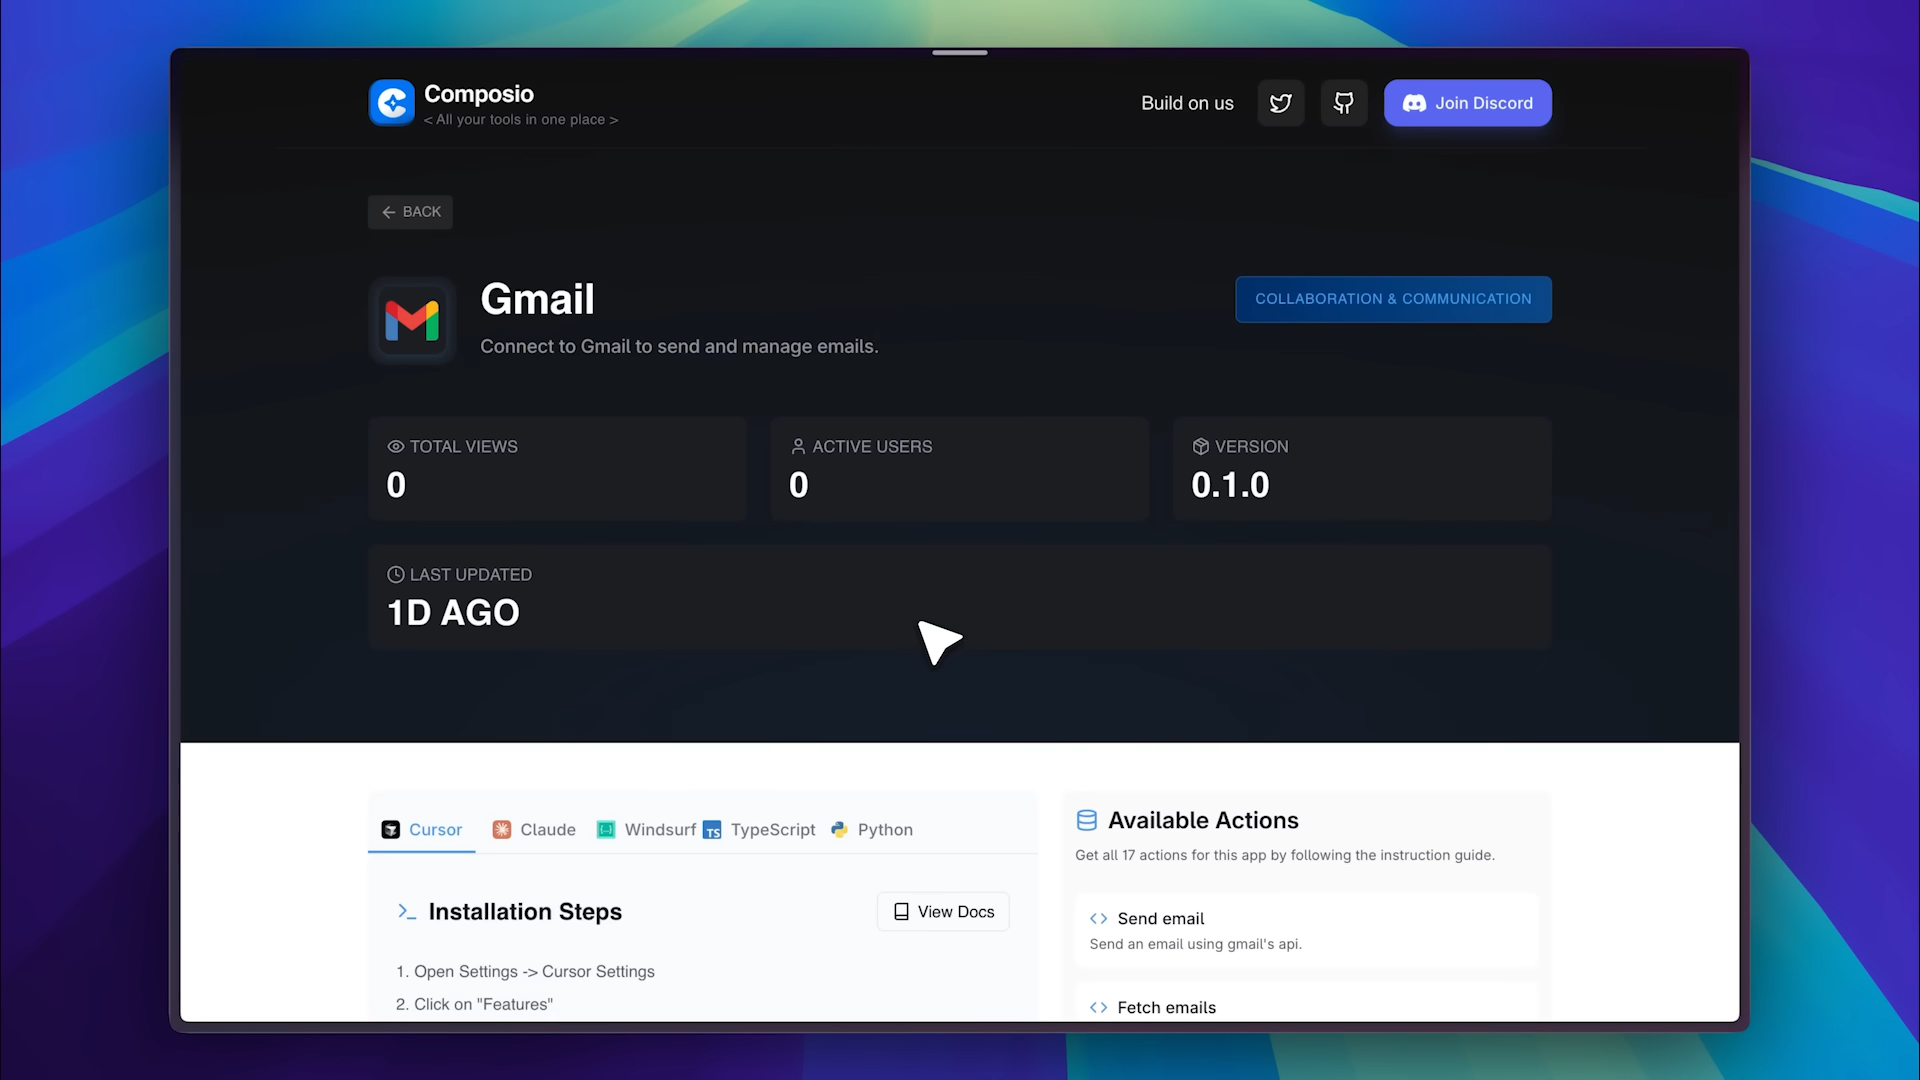 Composio
< All your tools in one place >
Build on us
Join Discord
BACK
Gmail
Connect to Gmail to send and manage emails.
COLLABORATION & COMMUNICATION
TOTAL VIEWS
0
ACTIVE USERS
0
VERSION
0.1.0
LAST UPDATED
1D AGO
Cursor
Claude
Windsurf
TS
TypeScript
Python
Installation Steps
View Docs
1. Open Settings -> Cursor Settings
2. Click on "Features"
Available Actions
Get all 17 actions for this app by following the instruction guide.
Send email
Send an email using gmail's api.
Fetch emails